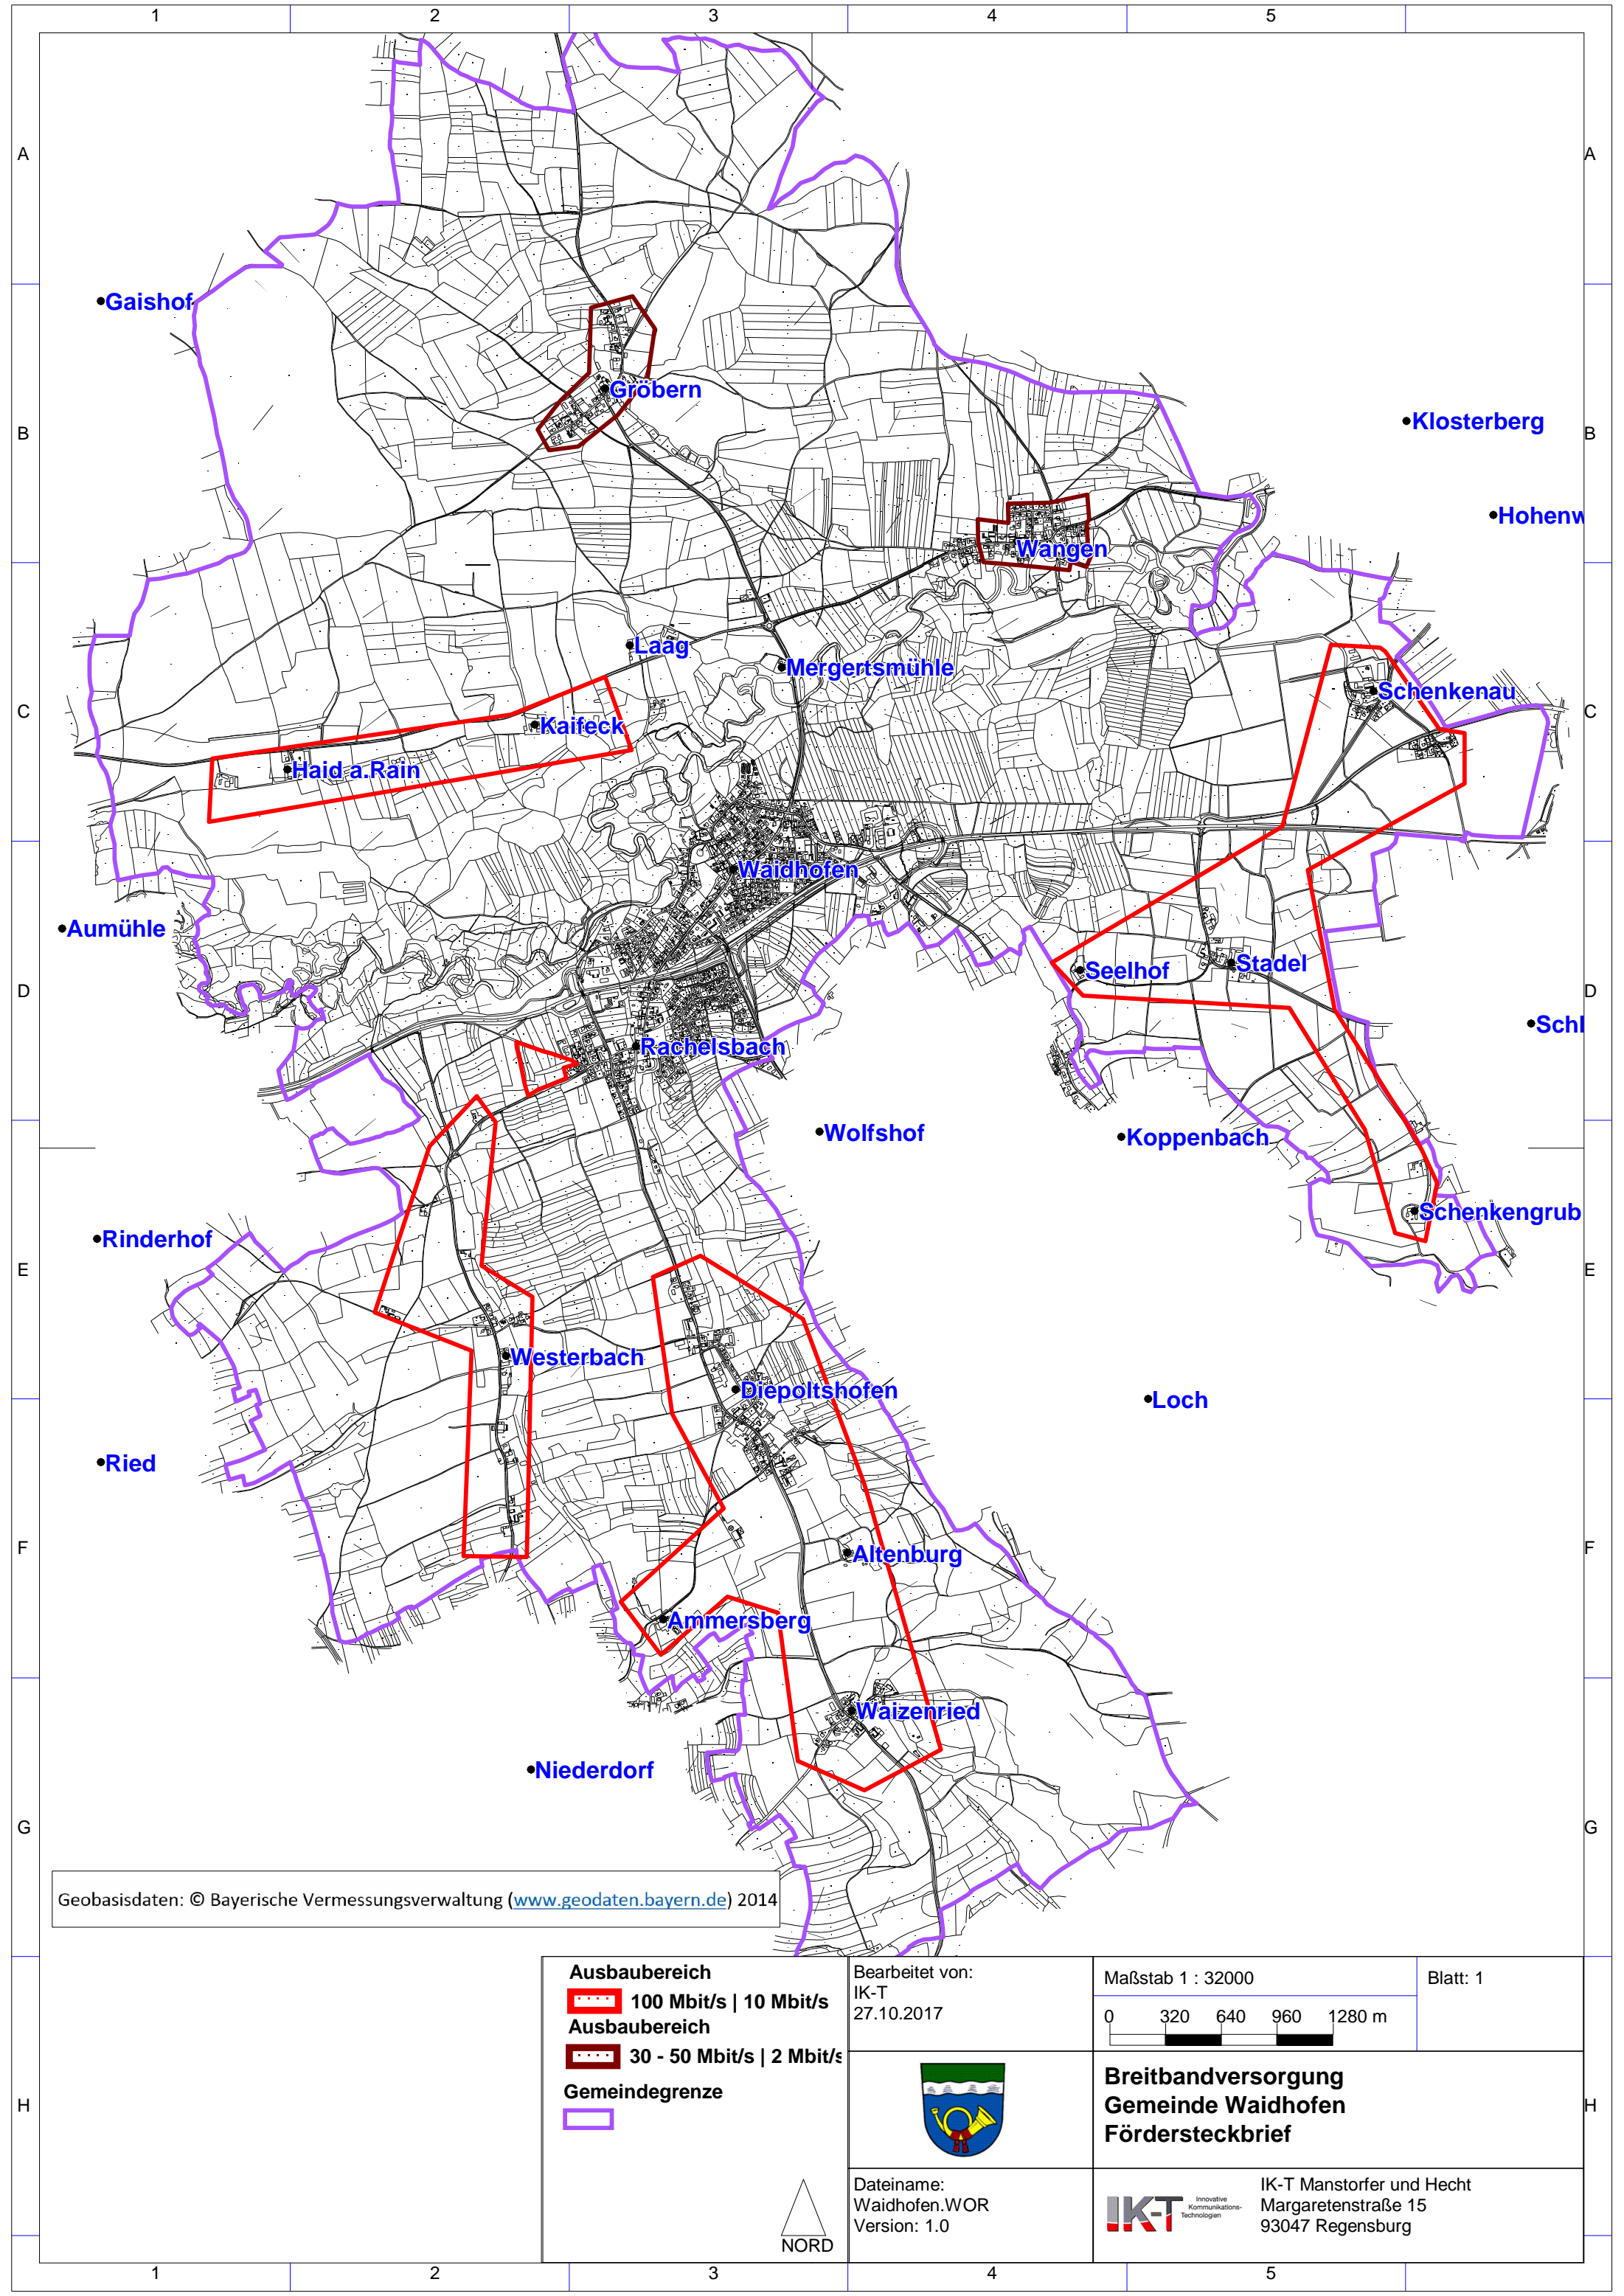 1 2 3 4 5
A A
Gaishof
Gröbern
B B
Klosterberg
Hohenw
Wangen
Laag
Mergertsmühle
Schenkenau
C C
Kaifeck
Haid a.Rain
Waidhofen
Aumühle
Seelhof
Stadel
D D
Schl
Rachelsbach
Wolfshof
Koppenbach
Schenkengrub
Rinderhof
E E
Westerbach
Diepoltshofen
Loch
Ried
F F
Altenburg
Ammersberg
Waizenried
Niederdorf
G G
Geobasisdaten: © Bayerische Vermessungsverwaltung (www.geodaten.bayern.de) 2014
Ausbaubereich
100 Mbit/s | 10 Mbit/s
Ausbaubereich
30 - 50 Mbit/s | 2 Mbit/s
Gemeindegrenze
NORD
Bearbeitet von:
IK-T
27.10.2017
Dateiname:
Waidhofen.WOR
Version: 1.0
Maßstab 1 : 32000
Blatt: 1
0 320 640 960 1280 m
Breitbandversorgung
Gemeinde Waidhofen
Fördersteckbrief
H H
IK-T
Innovative
Kommunikations-
Technologien
IK-T Manstorfer und Hecht
Margaretenstraße 15
93047 Regensburg
1 2 3 4 5